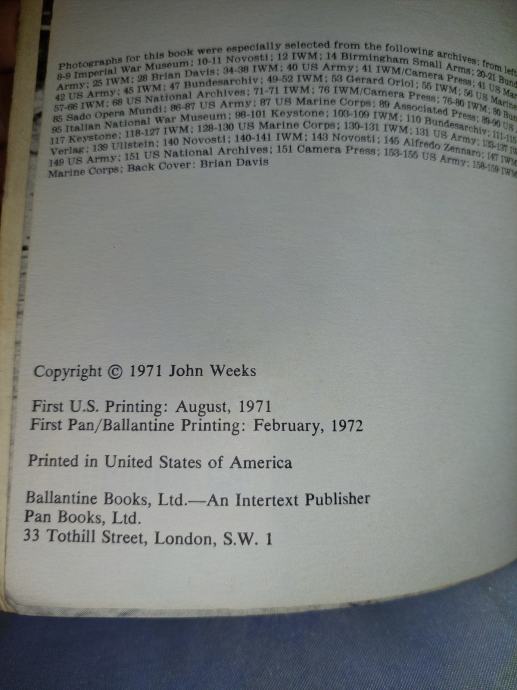 Photographs for this book were especially selected from the following archives: from left
8-9 Imperial War Museum; 10-11 Novosti; 12 IWM; 14 Birmingham Small Arms; 20-21
Army; 25 IWM; 28 Brian Davis; 34-38 IWM; 40 US Army; 41 IWM/Camera Press; 41 US
42 US Army; 45 IWM; 47 Bundesarchiv; 49-52 IWM; 53 Gerard Oriol; 55 IWM; 56 US
57-66 IWM; 68 US National Archives; 71-71 IWM; 76 IWM/Camera Press; 76-80 IWM;
85 Sado Opera Mundi; 86-87 US Army; 87 US Marine Corps; 89 Associated Press;
95 Italian National War Museum; 98-101 Keystone; 103-109 IWM; 110 Bundesarchiv;
117 Keystone; 118-127 IWM; 128-130 US Marine Corps; 130-131 IWM; 131 US Army;
Verlag; 139 Ullstein; 140 Novosti; 140-141 IWM; 143 Novosti; 145 Alfredo Zennaro;
149 US Army; 151 US National Archives; 151 Camera Press; 153-155 US Army;
Marine Corps; Back Cover: Brian Davis
Copyright © 1971 John Weeks
First U.S. Printing: August, 1971
First Pan/Ballantine Printing: February, 1972
Printed in United States of America
Ballantine Books, Ltd.—An Intertext Publisher
Pan Books, Ltd.
33 Tothill Street, London, S.W. 1